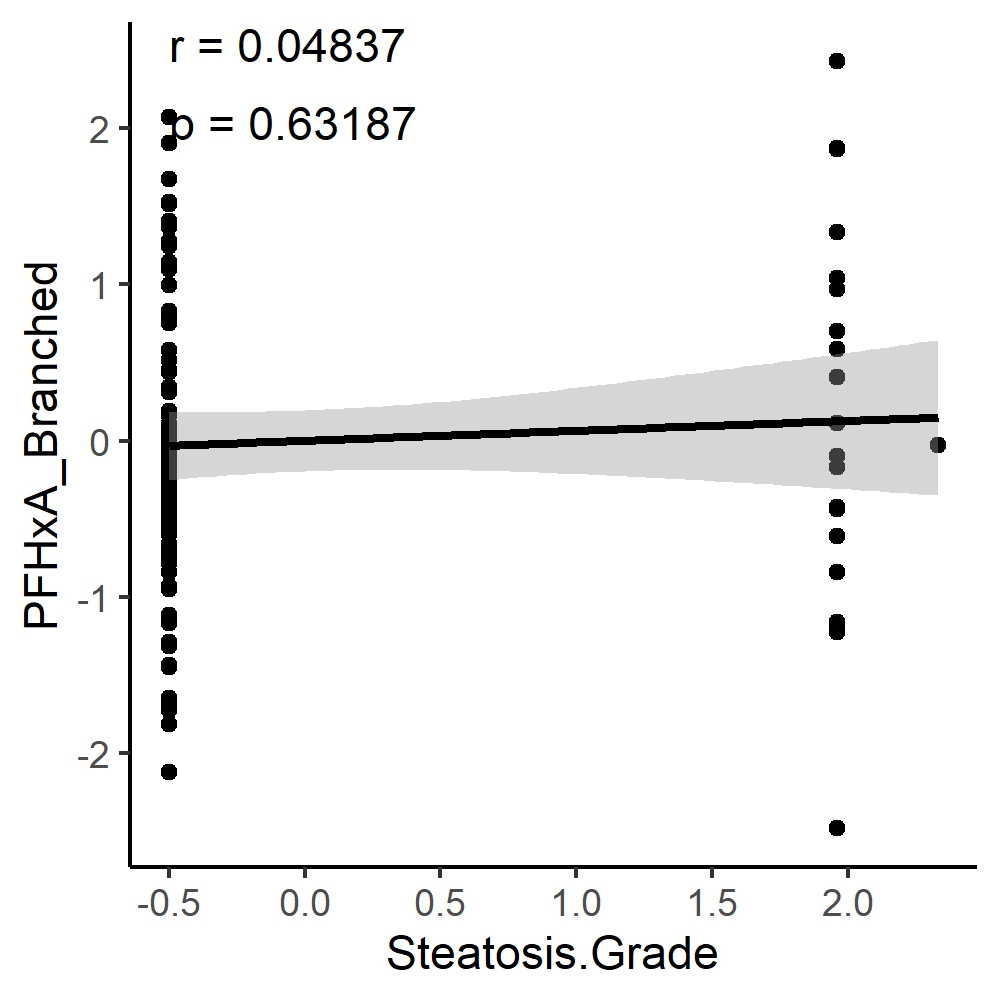 r = 0.04837
p = 0.63187
2
1
0
-1
-2
PFHxA_Branched
-0.5 0.0 0.5 1.0 1.5 2.0
Steatosis.Grade